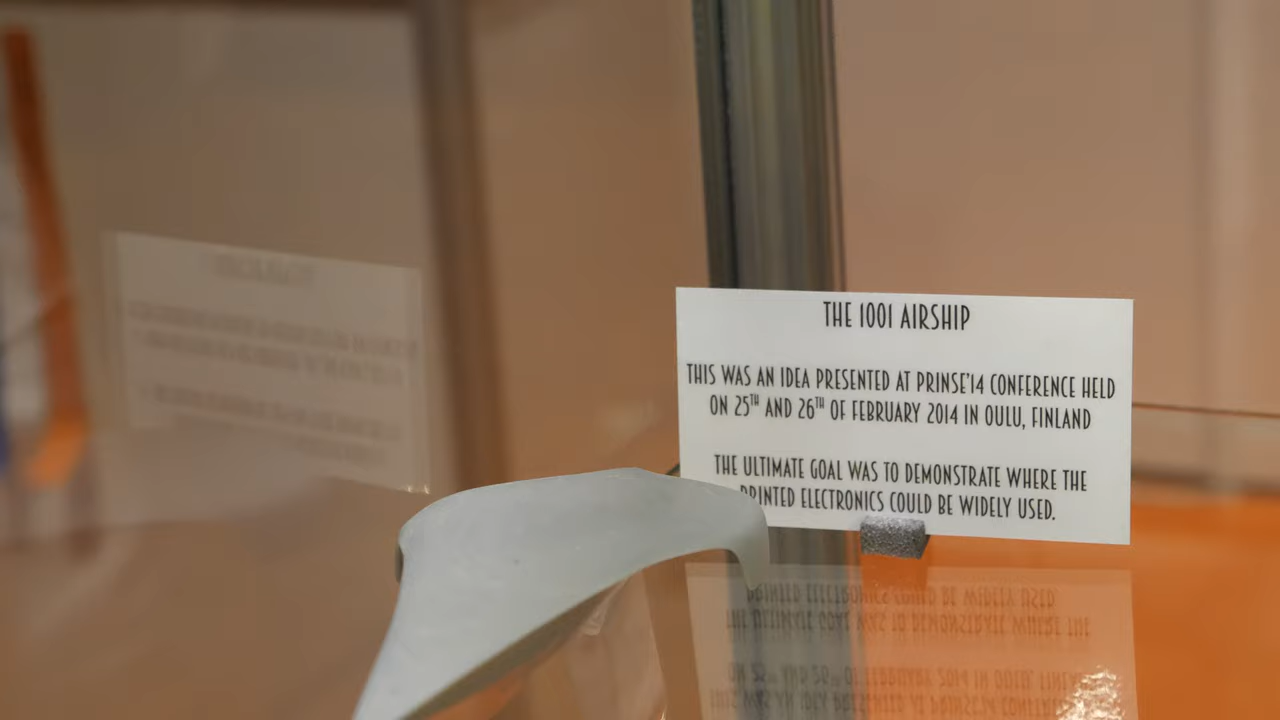 THE 1001 AIRSHIP
THIS WAS AN IDEA PRESENTED AT PRINSE'14 CONFERENCE HELD
ON 25TH AND 26TH OF FEBRUARY 2014 IN OULU, FINLAND
THE ULTIMATE GOAL WAS TO DEMONSTRATE WHERE THE
PRINTED ELECTRONICS COULD BE WIDELY USED.